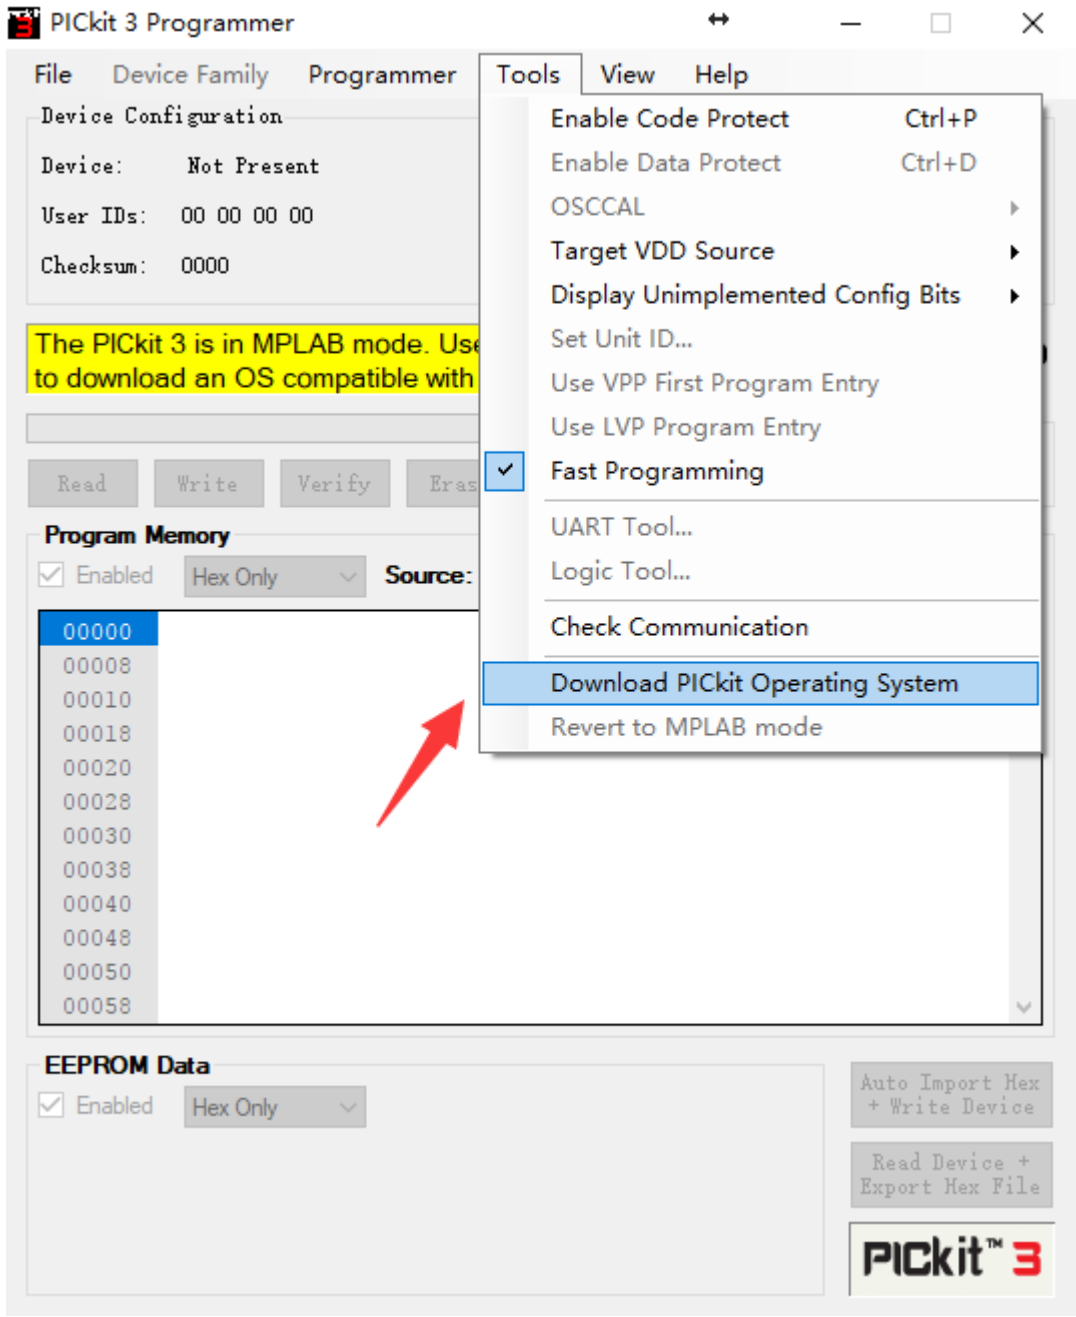 PICkit 3 Programmer
File Device Family Programmer Tools View Help
Device Configuration
Device: Not Present
User IDs: 00 00 00 00
Checksum: 0000
The PICkit 3 is in MPLAB mode. Use
to download an OS compatible with
Read Write Verify Eras
Program Memory
Enabled Hex Only Source:
00000
00008
00010
00018
00020
00028
00030
00038
00040
00048
00050
00058
Enable Code Protect Ctrl+P
Enable Data Protect Ctrl+D
OSCCAL
Target VDD Source
Display Unimplemented Config Bits
Set Unit ID...
Use VPP First Program Entry
Use LVP Program Entry
Fast Programming
UART Tool...
Logic Tool...
Check Communication
Download PICkit Operating System
Revert to MPLAB mode
EEPROM Data
Enabled Hex Only
Auto Import Hex
+ Write Device
Read Device +
Export Hex File
PICkit™ 3